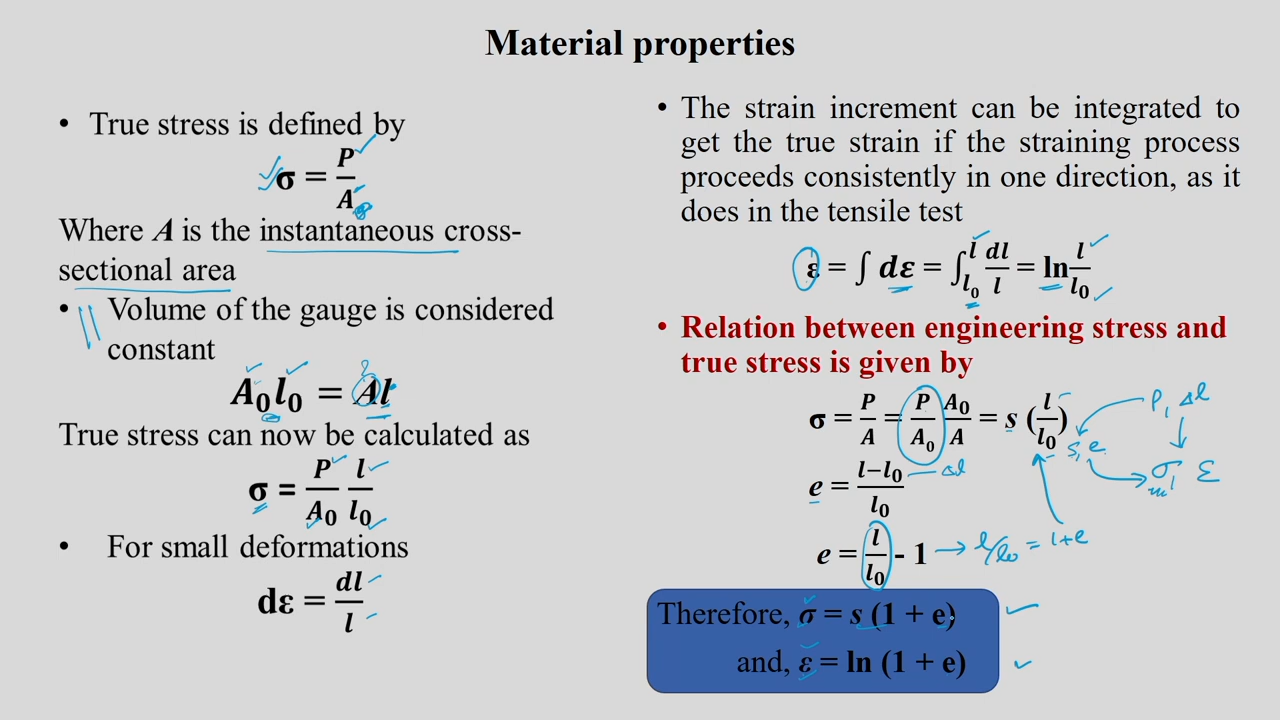 Material properties
• True stress is defined by
σ = P/A
Where A is the instantaneous cross-
sectional area
• Volume of the gauge is considered
constant
A₀l₀ = Al
True stress can now be calculated as
σ = P/A₀ l/l₀
• For small deformations
dε = dl/l
• The strain increment can be integrated to
get the true strain if the straining process
proceeds consistently in one direction, as it
does in the tensile test
ε = ∫ dε = ∫ₗ₀ˡ dl/l = ln l/l₀
• Relation between engineering stress and
true stress is given by
σ = P/A = P/A₀ A₀/A = s (l/l₀)
P, Δl
s, e
σ, ε
e = (l−l₀)/l₀
Δl
e = l/l₀ - 1 → l/l₀ = 1+e
Therefore, σ = s (1 + e)
and, ε = ln (1 + e)